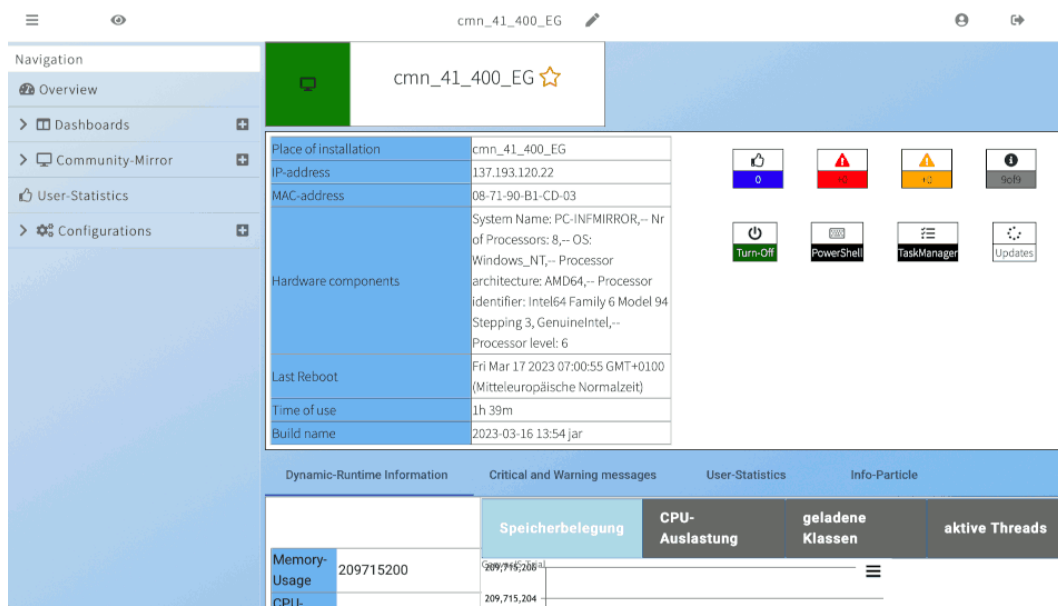 cmn_41_400_EG
Navigation
Overview
Dashboards
Community-Mirror
User-Statistics
Configurations
cmn_41_400_EG
Place of installation cmn_41_400_EG
IP-address 137.193.120.22
MAC-address 08-71-90-B1-CD-03
Hardware components System Name: PC-INFMIRROR,-- Nr
of Processors: 8,-- OS:
Windows_NT,-- Processor
architecture: AMD64,-- Processor
identifier: Intel64 Family 6 Model 94
Stepping 3, GenuineIntel,--
Processor level: 6
Last Reboot Fri Mar 17 2023 07:00:55 GMT+0100
(Mitteleuropäische Normalzeit)
Time of use 1h 39m
Build name 2023-03-16 13:54 jar
0 +0 +0 9of9
Turn-Off PowerShell TaskManager Updates
Dynamic-Runtime Information Critical and Warning messages User-Statistics Info-Particle
Speicherbelegung CPU-
Auslastung geladene
Klassen aktive Threads
Memory-
Usage 209715200
CPU-
209,715,206
209,715,204